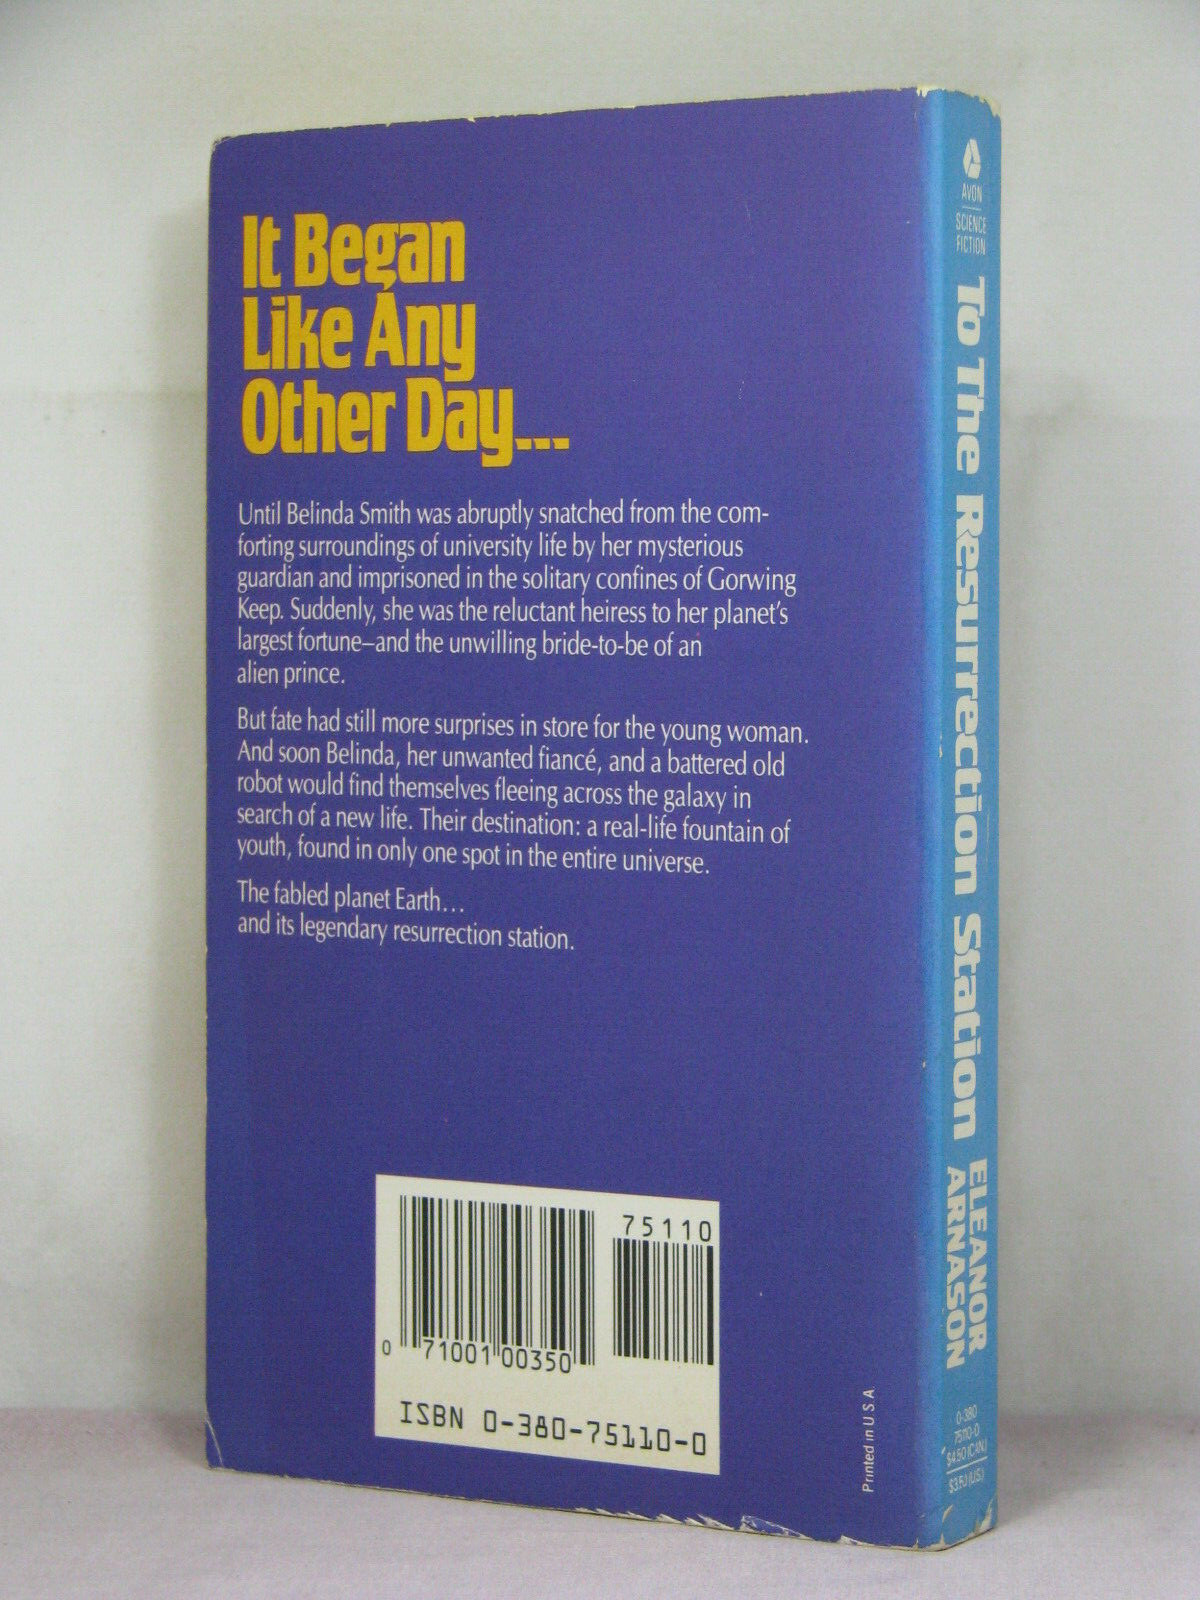 It Began
Like Any
Other Day...
Until Belinda Smith was abruptly snatched from the com-
forting surroundings of university life by her mysterious
guardian and imprisoned in the solitary confines of Gorwing
Keep. Suddenly, she was the reluctant heiress to her planet's
largest fortune—and the unwilling bride-to-be of an
alien prince.
But fate had still more surprises in store for the young woman.
And soon Belinda, her unwanted fiancé, and a battered old
robot would find themselves fleeing across the galaxy in
search of a new life. Their destination: a real-life fountain of
youth, found in only one spot in the entire universe.
The fabled planet Earth...
and its legendary resurrection station.
75110
0 71001 00350
ISBN 0-380-75110-0
Printed in U.S.A.
AVON
SCIENCE
FICTION
To The Resurrection Station
ELEANOR
ARNASON
0-380
75110-0
$4.50 (CAN.)
$3.50 (U.S.)